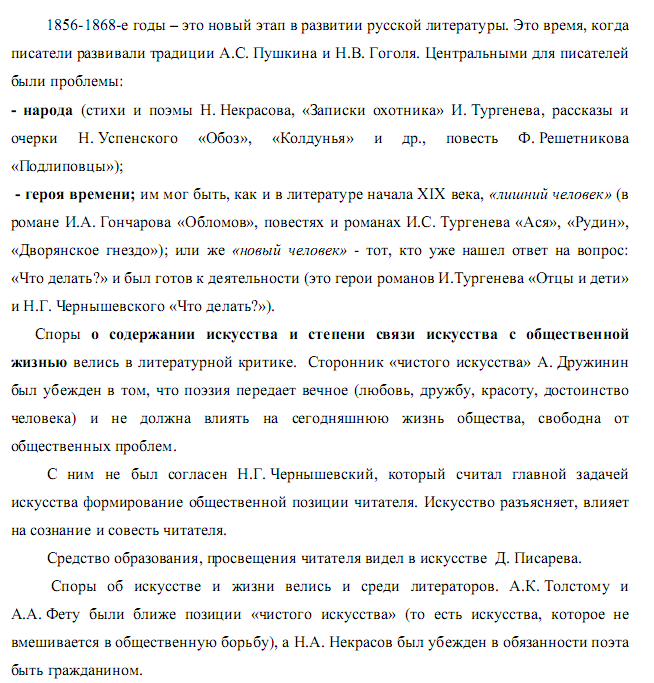 1856-1868-е годы – это новый этап в развитии русской литературы. Это время, когда
писатели развивали традиции А.С. Пушкина и Н.В. Гоголя. Центральными для писателей
были проблемы:
- народа (стихи и поэмы Н. Некрасова, «Записки охотника» И. Тургенева, рассказы и
очерки Н. Успенского «Обоз», «Колдунья» и др., повесть Ф. Решетникова
«Подлиповцы»);
- героя времени; им мог быть, как и в литературе начала XIX века, «лишний человек» (в
романе И.А. Гончарова «Обломов», повестях и романах И.С. Тургенева «Ася», «Рудин»,
«Дворянское гнездо»); или же «новый человек» - тот, кто уже нашел ответ на вопрос:
«Что делать?» и был готов к деятельности (это герои романов И.Тургенева «Отцы и дети»
и Н.Г. Чернышевского «Что делать?»).
Споры о содержании искусства и степени связи искусства с общественной
жизнью велись в литературной критике. Сторонник «чистого искусства» А. Дружинин
был убежден в том, что поэзия передает вечное (любовь, дружбу, красоту, достоинство
человека) и не должна влиять на сегодняшнюю жизнь общества, свободна от
общественных проблем.
С ним не был согласен Н.Г. Чернышевский, который считал главной задачей
искусства формирование общественной позиции читателя. Искусство разъясняет, влияет
на сознание и совесть читателя.
Средство образования, просвещения читателя видел в искусстве Д. Писарева.
Споры об искусстве и жизни велись и среди литераторов. А.К. Толстому и
А.А. Фету были ближе позиции «чистого искусства» (то есть искусства, которое не
вмешивается в общественную борьбу), а Н.А. Некрасов был убежден в обязанности поэта
быть гражданином.